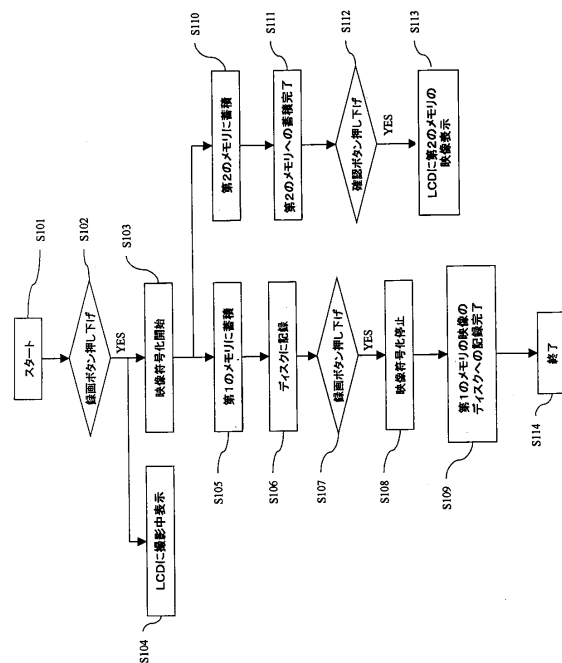 S101
スタート
S102
録画ボタン押し下げ
YES
S103
映像符号化開始
S104
LCDに撮影中表示
S105
第1のメモリに蓄積
S106
ディスクに記録
S107
録画ボタン押し下げ
YES
S108
映像符号化停止
S109
第1のメモリの映像の
ディスクへの記録完了
S114
終了
S110
第2のメモリに蓄積
S111
第2のメモリへの蓄積完了
S112
確認ボタン押し下げ
YES
S113
LCDに第2のメモリの
映像表示